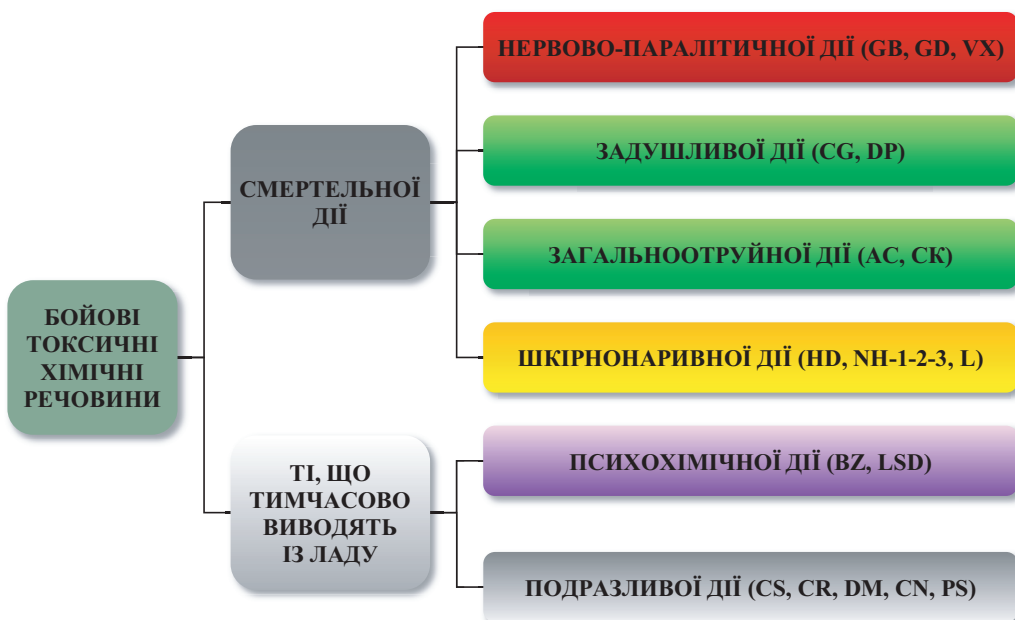 НЕРВОВО-ПАРАЛІТИЧНОЇ ДІЇ (GB, GD, VX)
ЗАДУШЛИВОЇ ДІЇ (CG, DP)
СМЕРТЕЛЬНОЇ
ДІЇ
ЗАГАЛЬНООТРУЙНОЇ ДІЇ (АС, СК)
БОЙОВІ
ТОКСИЧНІ
ХІМІЧНІ
РЕЧОВИНИ
ШКІРНОНАРИВНОЇ ДІЇ (HD, NH-1-2-3, L)
ТІ, ЩО
ТИМЧАСОВО
ВИВОДЯТЬ
ІЗ ЛАДУ
ПСИХОХІМІЧНОЇ ДІЇ (BZ, LSD)
ПОДРАЗЛИВОЇ ДІЇ (CS, CR, DM, CN, PS)